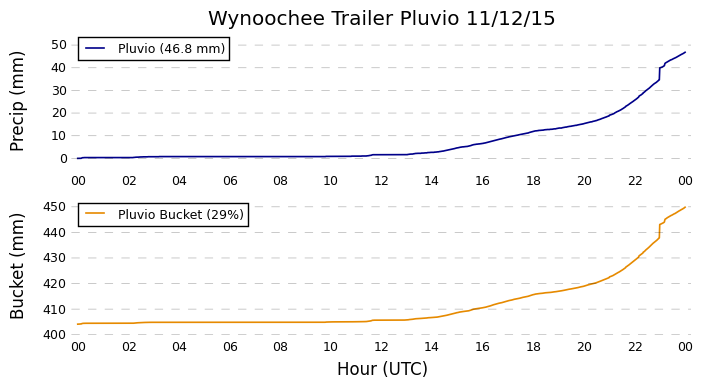 Wynoochee Trailer Pluvio 11/12/15
Precip (mm)
50
40
30
20
10
0
Pluvio (46.8 mm)
00 02 04 06 08 10 12 14 16 18 20 22 00
Bucket (mm)
450
440
430
420
410
400
Pluvio Bucket (29%)
00 02 04 06 08 10 12 14 16 18 20 22 00
Hour (UTC)